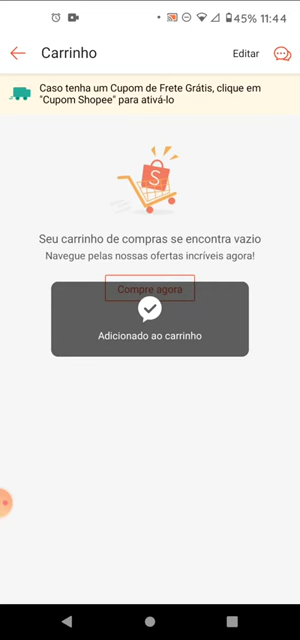 45% 11:44
Carrinho
Editar
Caso tenha um Cupom de Frete Grátis, clique em
"Cupom Shopee" para ativá-lo
S
Seu carrinho de compras se encontra vazio
Navegue pelas nossas ofertas incríveis agora!
Compre agora
Adicionado ao carrinho